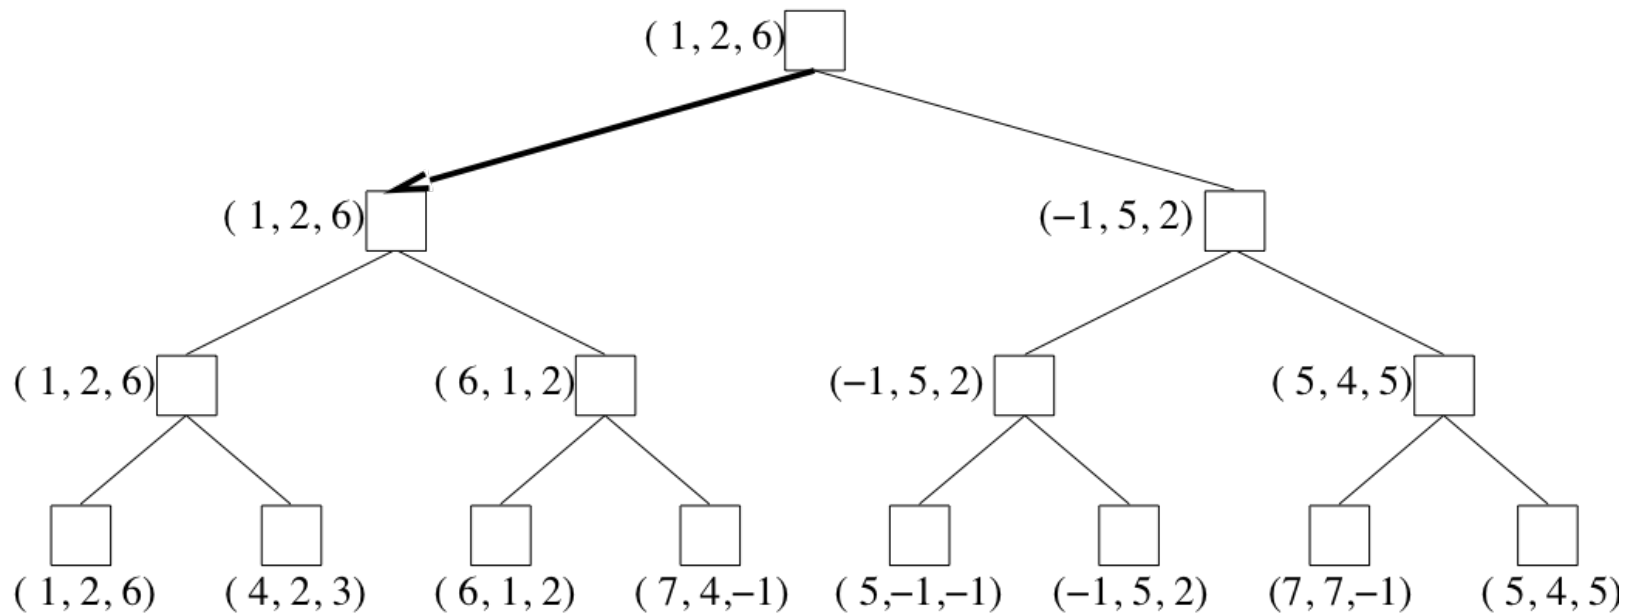 ( 1, 2, 6)
( 1, 2, 6) (−1, 5, 2)
( 1, 2, 6) ( 6, 1, 2) (−1, 5, 2) ( 5, 4, 5)
( 1, 2, 6) ( 4, 2, 3) ( 6, 1, 2) ( 7, 4,−1) ( 5,−1,−1) (−1, 5, 2) (7, 7,−1) ( 5, 4, 5)